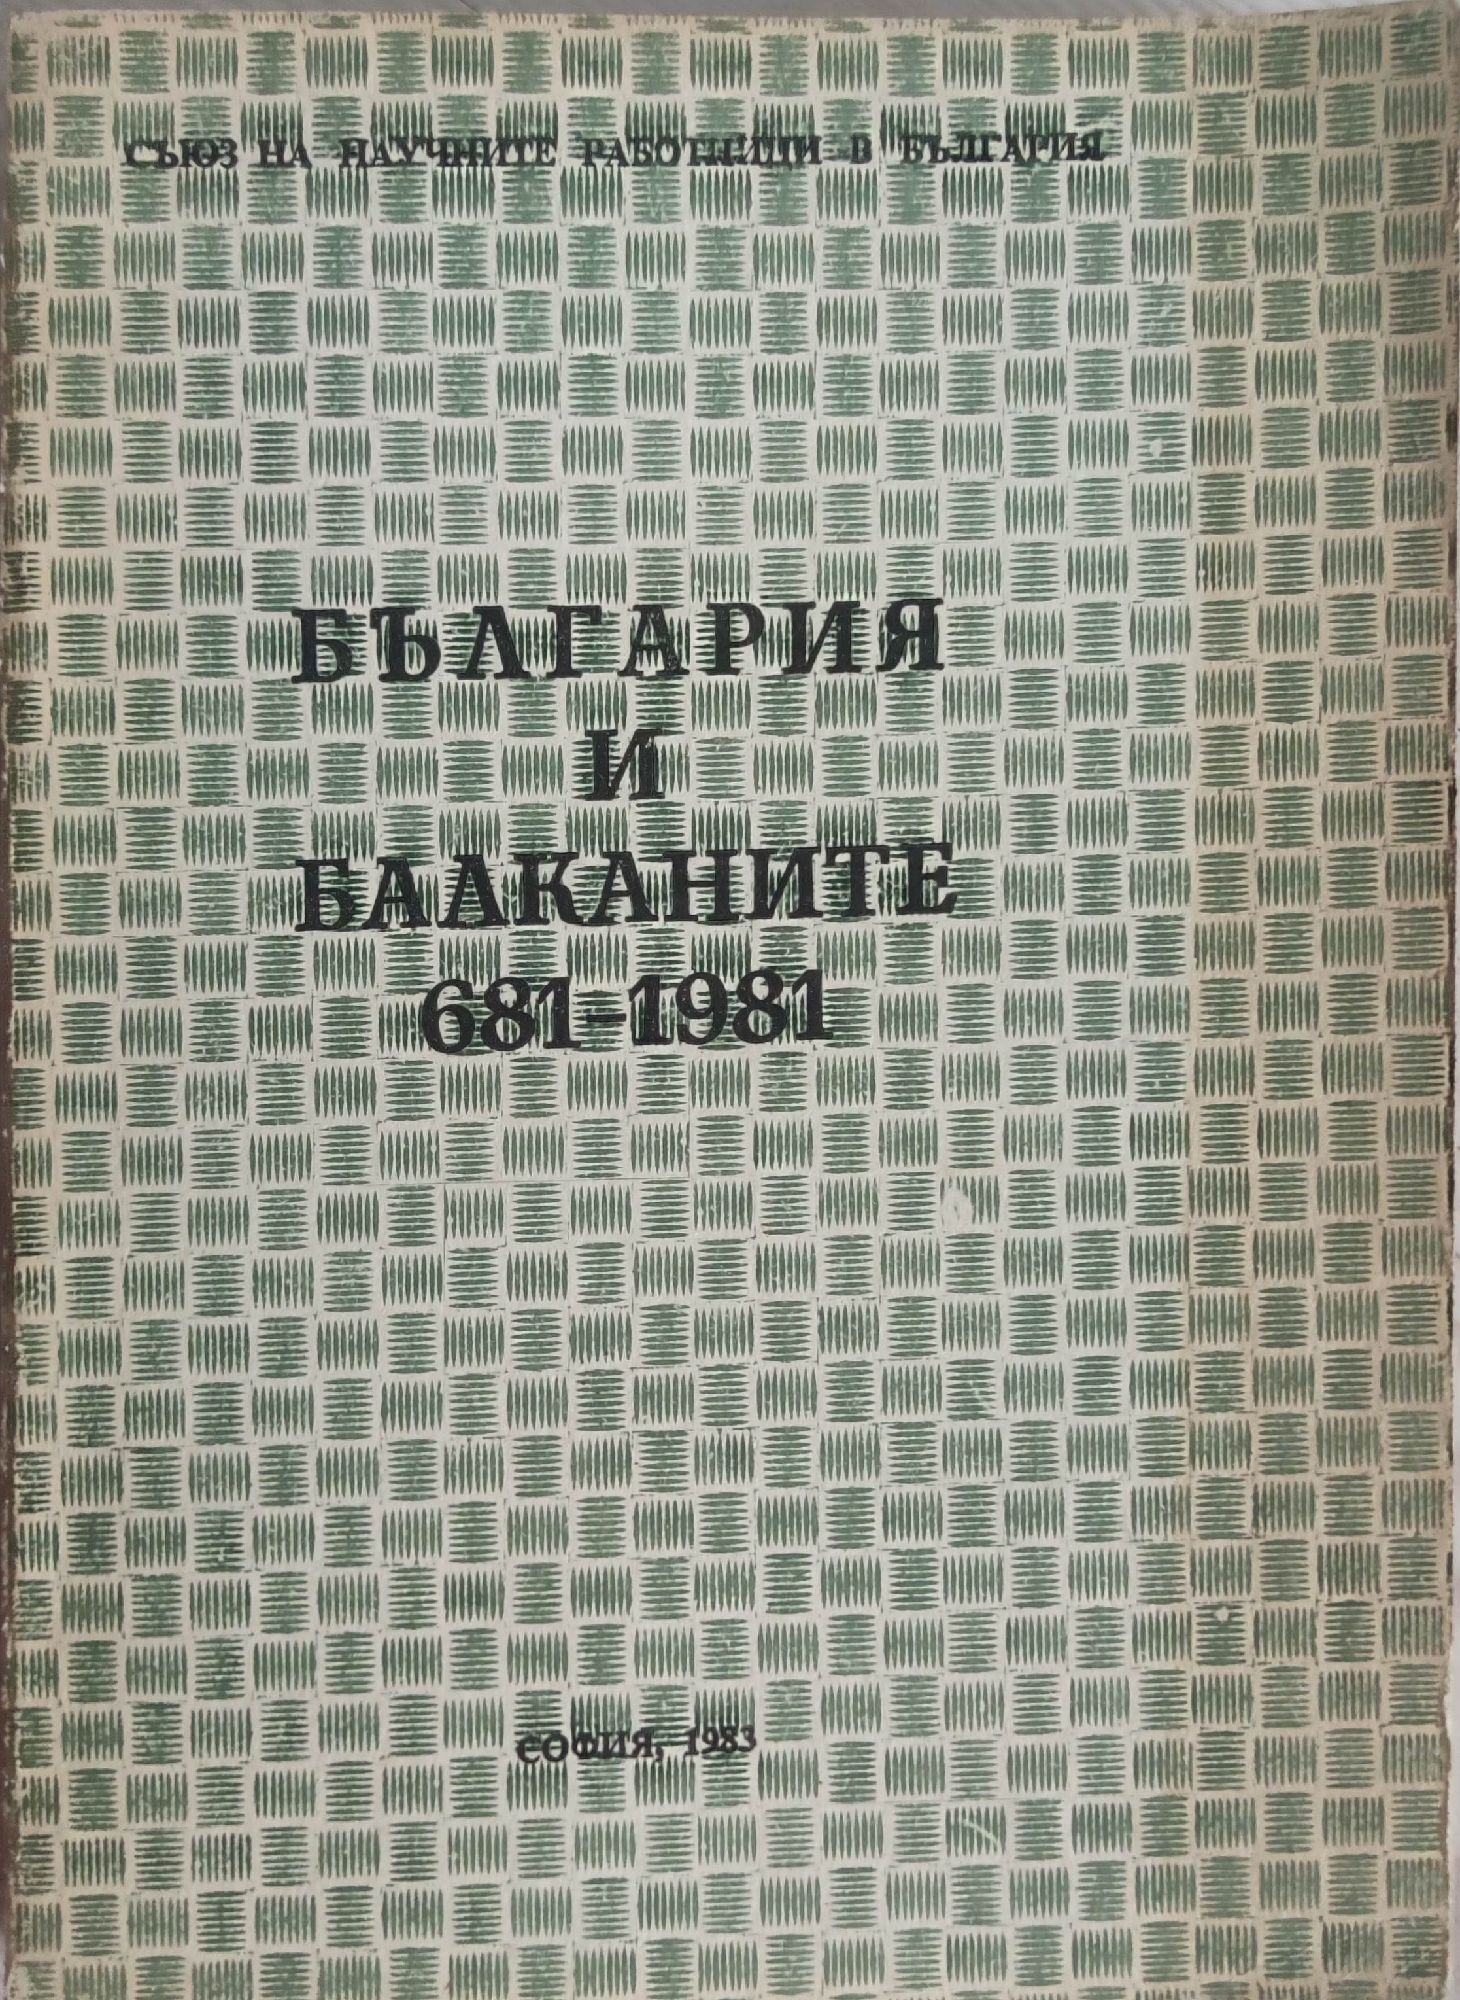 СЪЮЗ НА НАУЧНИТЕ РАБОТНИЦИ В БЪЛГАРИЯ
БЪЛГАРИЯ
И
БАЛКАНИТЕ
681-1981
СОФИЯ, 1983